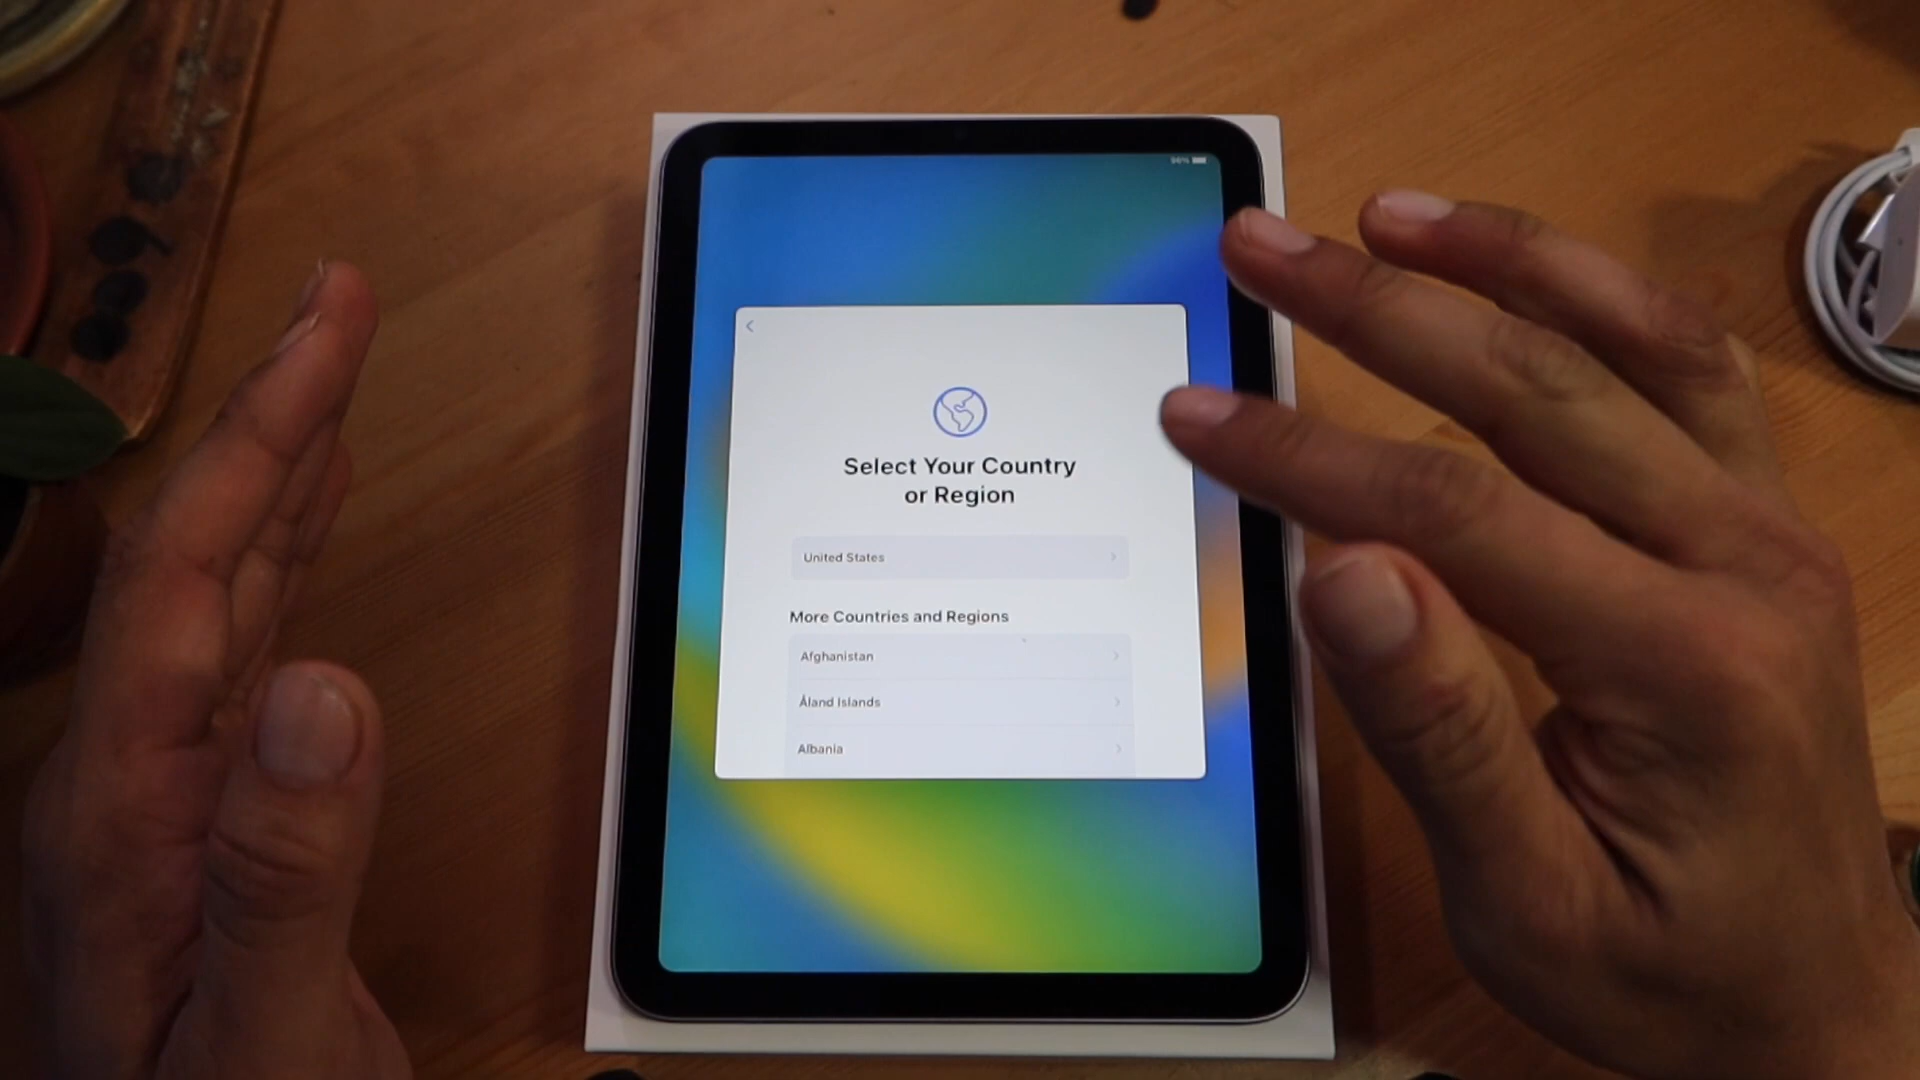 Select Your Country
or Region
United States
More Countries and Regions
Afghanistan
Åland Islands
Albania